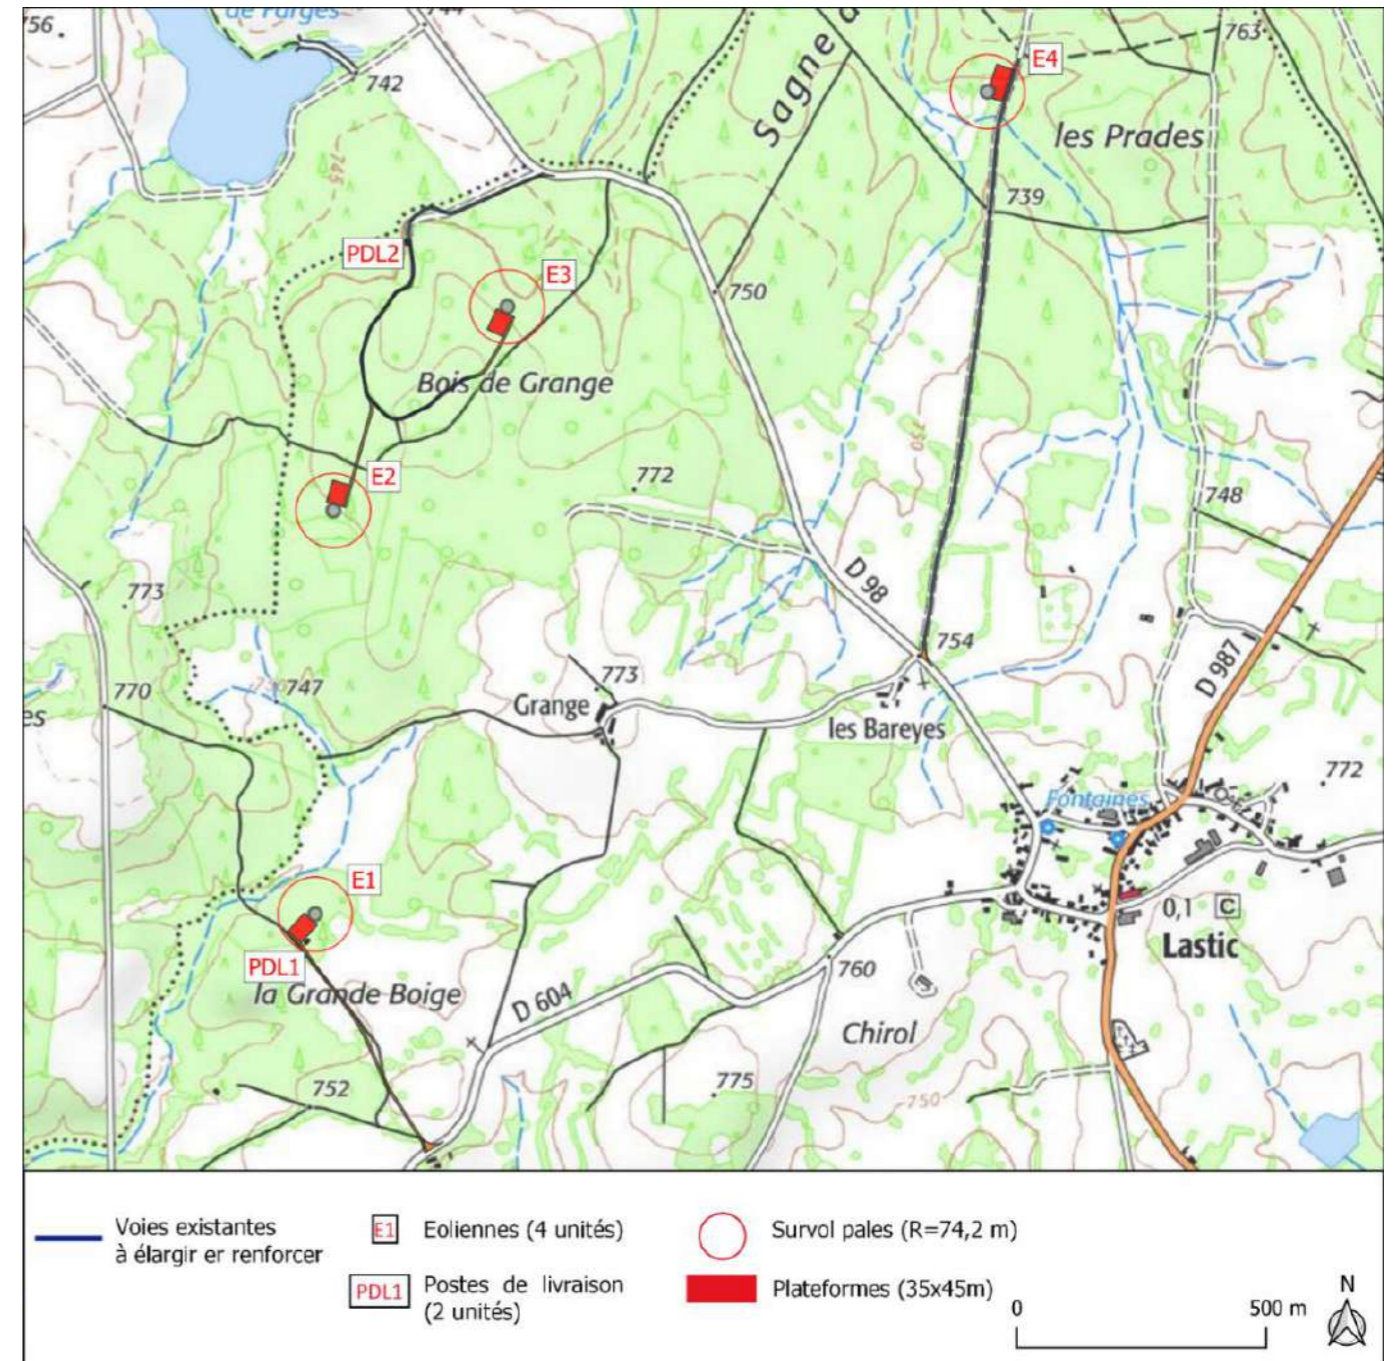 de Farges
744
756
763
742
E4
Sagne d
les Prades
745
739
PDL2
E3
750
Bois de Grange
750
E2
772
748
773
D 98
754
D 987
770
747
773
es
Grange
les Bareyes
772
Fontaines
E1
0,1 C
Lastic
PDL1
la Grande Boige
760
D 604
Chirol
752
775
750
Voies existantes
à élargir er renforcer
E1
Eoliennes (4 unités)
Survol pales (R=74,2 m)
PDL1
Postes de livraison
(2 unités)
Plateformes (35x45m)
0
500 m
N